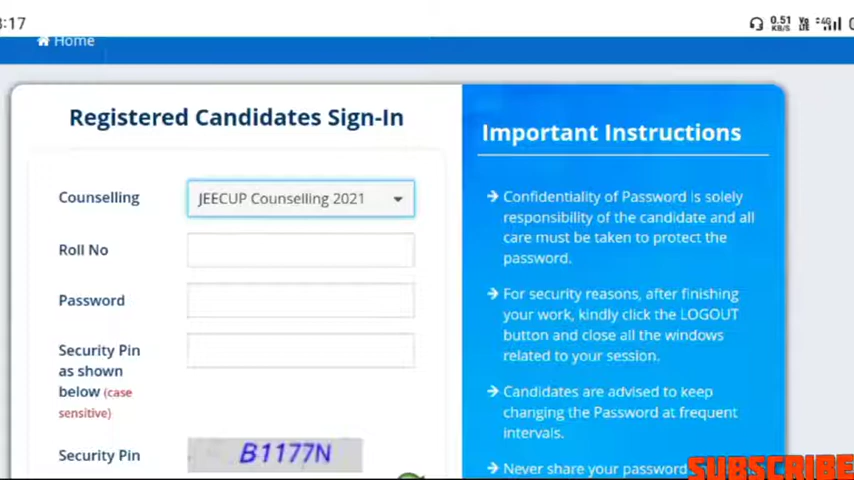 :17
0.51 KB/S Vo LTE 4G
Home
Registered Candidates Sign-In
Counselling
JEECUP Counselling 2021
Roll No
Password
Security Pin
as shown
below (case
sensitive)
Security Pin
B1177N
Important Instructions
Confidentiality of Password is solely
responsibility of the candidate and all
care must be taken to protect the
password.
For security reasons, after finishing
your work, kindly click the LOGOUT
button and close all the windows
related to your session.
Candidates are advised to keep
changing the Password at frequent
intervals.
Never share your password
SUBSCRIBE